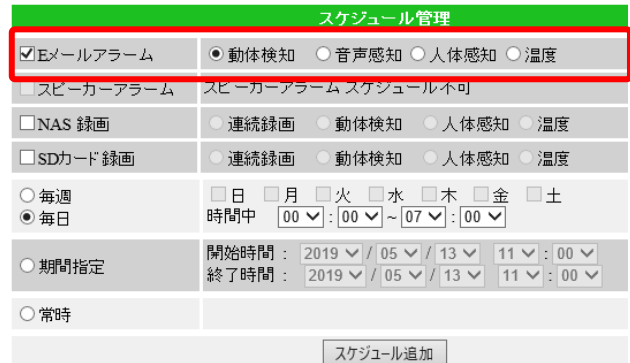 スケジュール管理
Eメールアラーム 動体検知 音声感知 人体感知 温度
スピーカーアラーム スピーカーアラームスケジュール不可
NAS 録画 連続録画 動体検知 人体感知 温度
SDカード録画 連続録画 動体検知 人体感知 温度
毎週 日 月 火 水 木 金 土
毎日 時間中 00 : 00 ~ 07 : 00
期間指定 開始時間 : 2019 / 05 / 13 11 : 00
終了時間 : 2019 / 05 / 13 11 : 00
常時
スケジュール追加